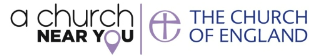 a church
NEAR YOU
THE CHURCH
OF ENGLAND